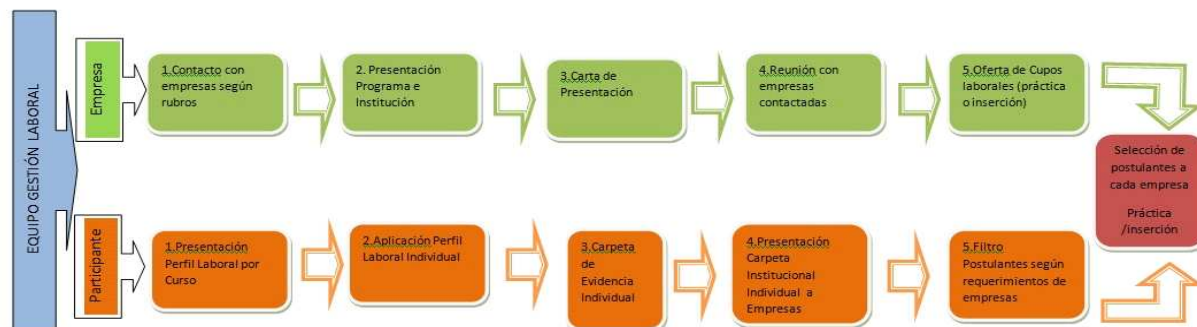 EQUIPO GESTIÓN LABORAL
Empresa
1.Contacto con
empresas según
rubros
2. Presentación
Programa e
Institución
3.Carta de
Presentación
4.Reunión con
empresas
contactadas
5.Oferta de Cupos
laborales (práctica
o inserción)
Selección de
postulantes a
cada empresa
Práctica
/inserción
Participante
1.Presentación
Perfil Laboral por
Curso
2.Aplicación Perfil
Laboral Individual
3.Carpeta
de
Evidencia
Individual
4.Presentación
Carpeta
Institucional
Individual a
Empresas
5.Filtro
Postulantes según
requerimientos de
empresas